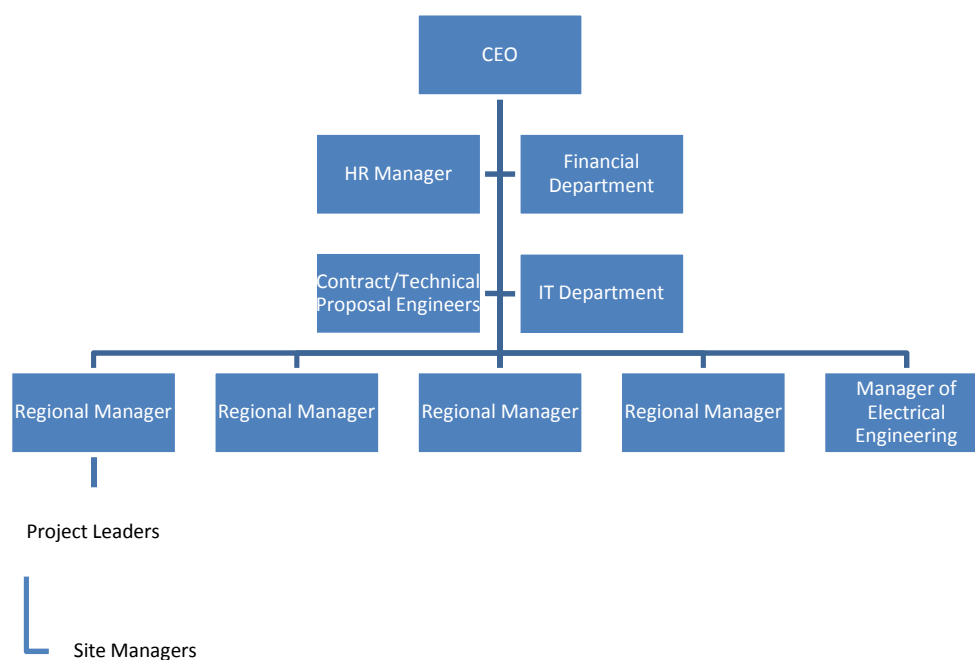 CEO
HR Manager
Financial
Department
Contract/Technical
Proposal Engineers
IT Department
Regional Manager
Regional Manager
Regional Manager
Regional Manager
Manager of
Electrical
Engineering
Project Leaders
Site Managers